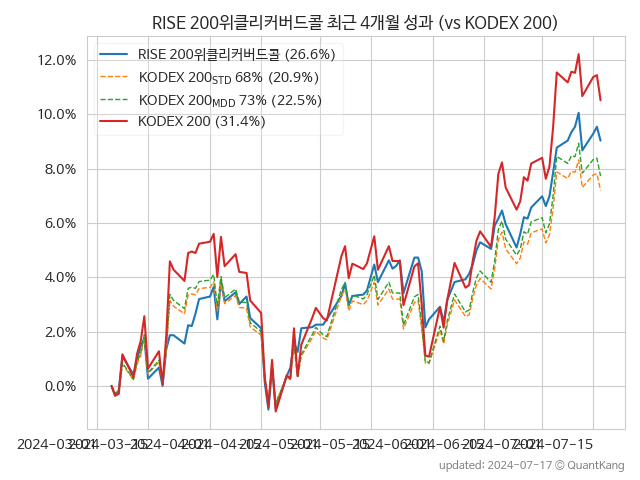 RISE 200위클리커버드콜 최근 4개월 성과 (vs KODEX 200)
12.0%
10.0%
8.0%
6.0%
4.0%
2.0%
0.0%
RISE 200위클리커버드콜 (26.6%)
KODEX 200STD 68% (20.9%)
KODEX 200MDD 73% (22.5%)
KODEX 200 (31.4%)
2024-03-01 2024-03-15 2024-04-01 2024-04-15 2024-05-01 2024-05-15 2024-06-01 2024-06-15 2024-07-01 2024-07-15
updated: 2024-07-17 © QuantKang